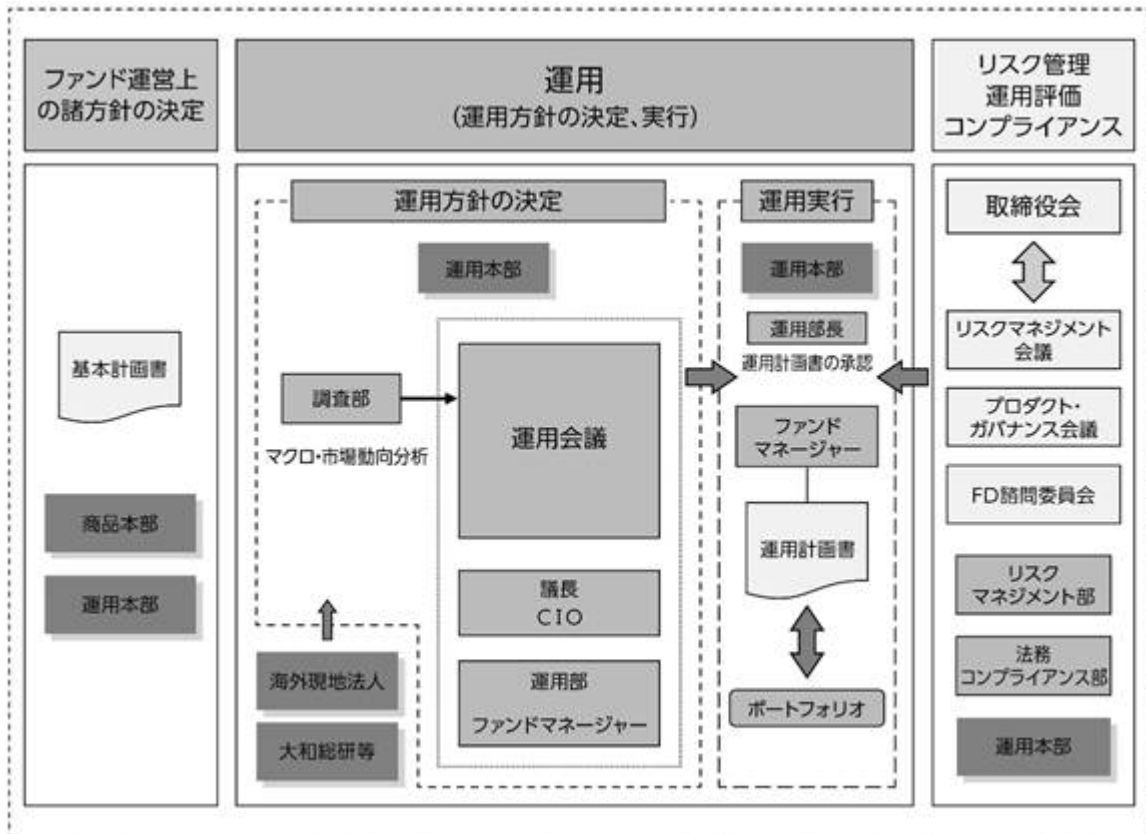 ファンド運営上
の諸方針の決定
運用
(運用方針の決定、実行)
リスク管理
運用評価
コンプライアンス
基本計画書
商品本部
運用本部
運用方針の決定
運用本部
調査部
マクロ・市場動向分析
運用会議
議長
CIO
運用部
ファンドマネージャー
海外現地法人
大和総研等
運用実行
運用本部
運用部長
運用計画書の承認
ファンド
マネージャー
運用計画書
ポートフォリオ
取締役会
リスクマネジメント
会議
プロダクト・
ガバナンス会議
FD諮問委員会
リスク
マネジメント部
法務
コンプライアンス部
運用本部